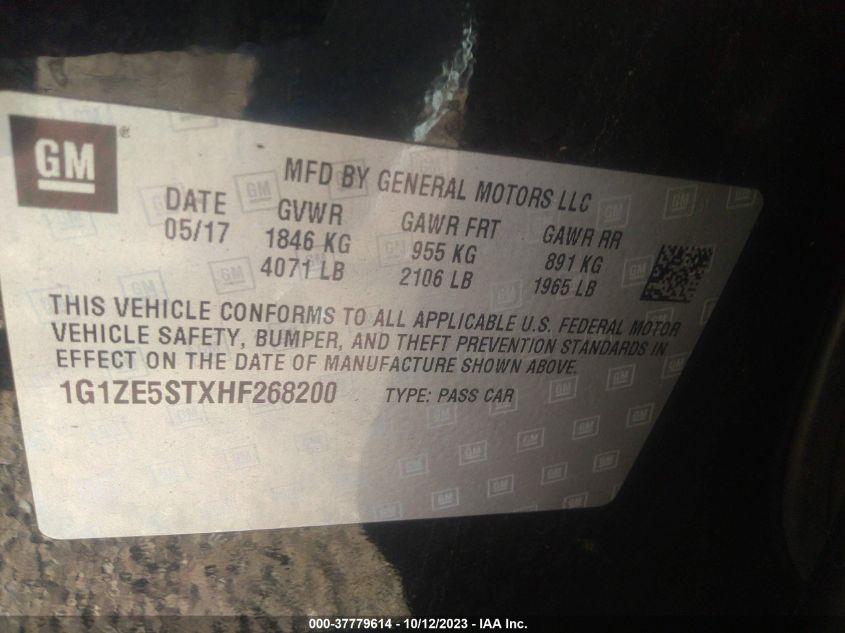 GM ®
MFD BY GENERAL MOTORS LLC
DATE GVWR GAWR FRT GAWR RR
05/17 1846 KG 955 KG 891 KG
4071 LB 2106 LB 1965 LB
THIS VEHICLE CONFORMS TO ALL APPLICABLE U.S. FEDERAL MOTOR
VEHICLE SAFETY, BUMPER, AND THEFT PREVENTION STANDARDS IN
EFFECT ON THE DATE OF MANUFACTURE SHOWN ABOVE.
1G1ZE5STXHF268200 TYPE: PASS CAR
000-37779614 - 10/12/2023 - IAA Inc.